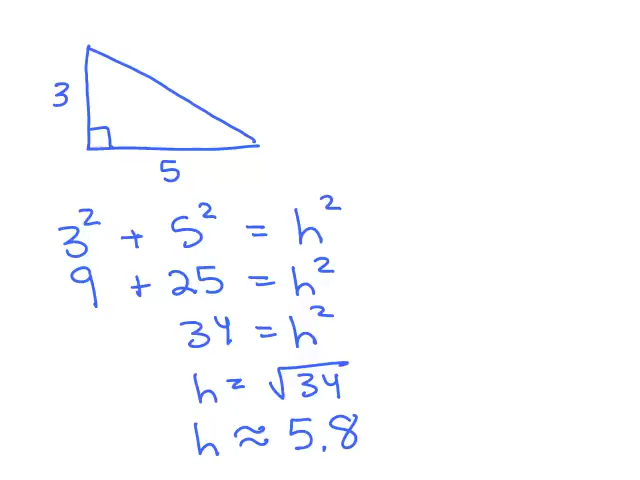 3
5
3² + 5² = h²
9 + 25 = h²
34 = h²
h = √34
h ≈ 5.8